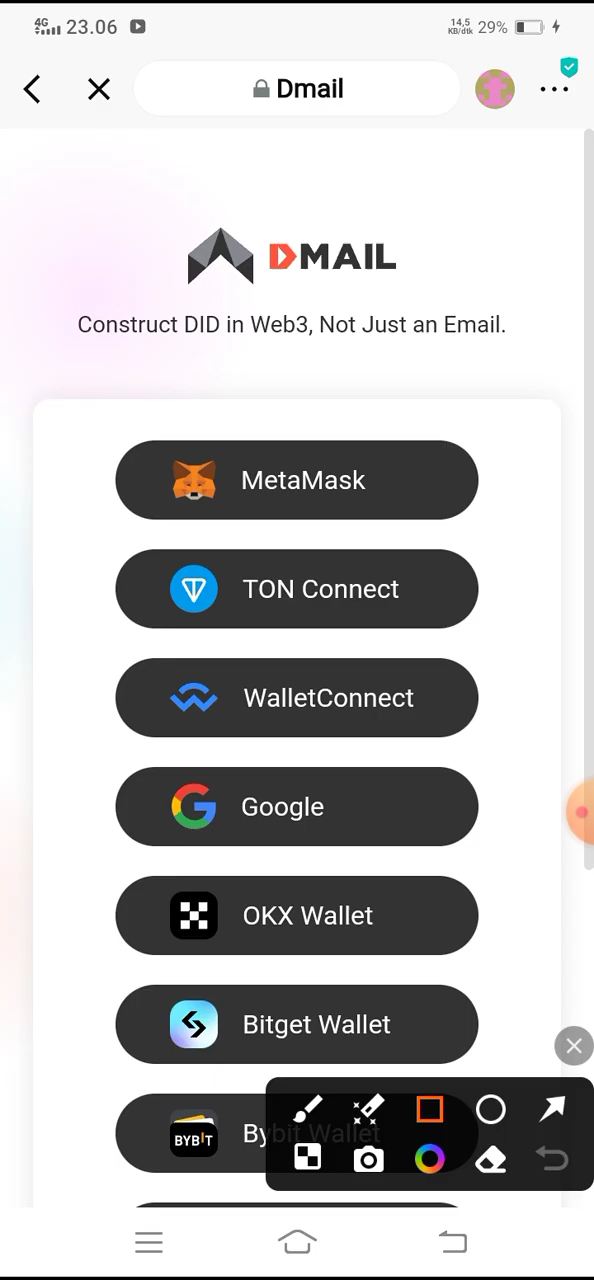 4G 23.06 14,5 KB/dtk 29%
Dmail
DMAIL
Construct DID in Web3, Not Just an Email.
MetaMask
TON Connect
WalletConnect
Google
OKX Wallet
Bitget Wallet
BYBIT Bybit Wallet